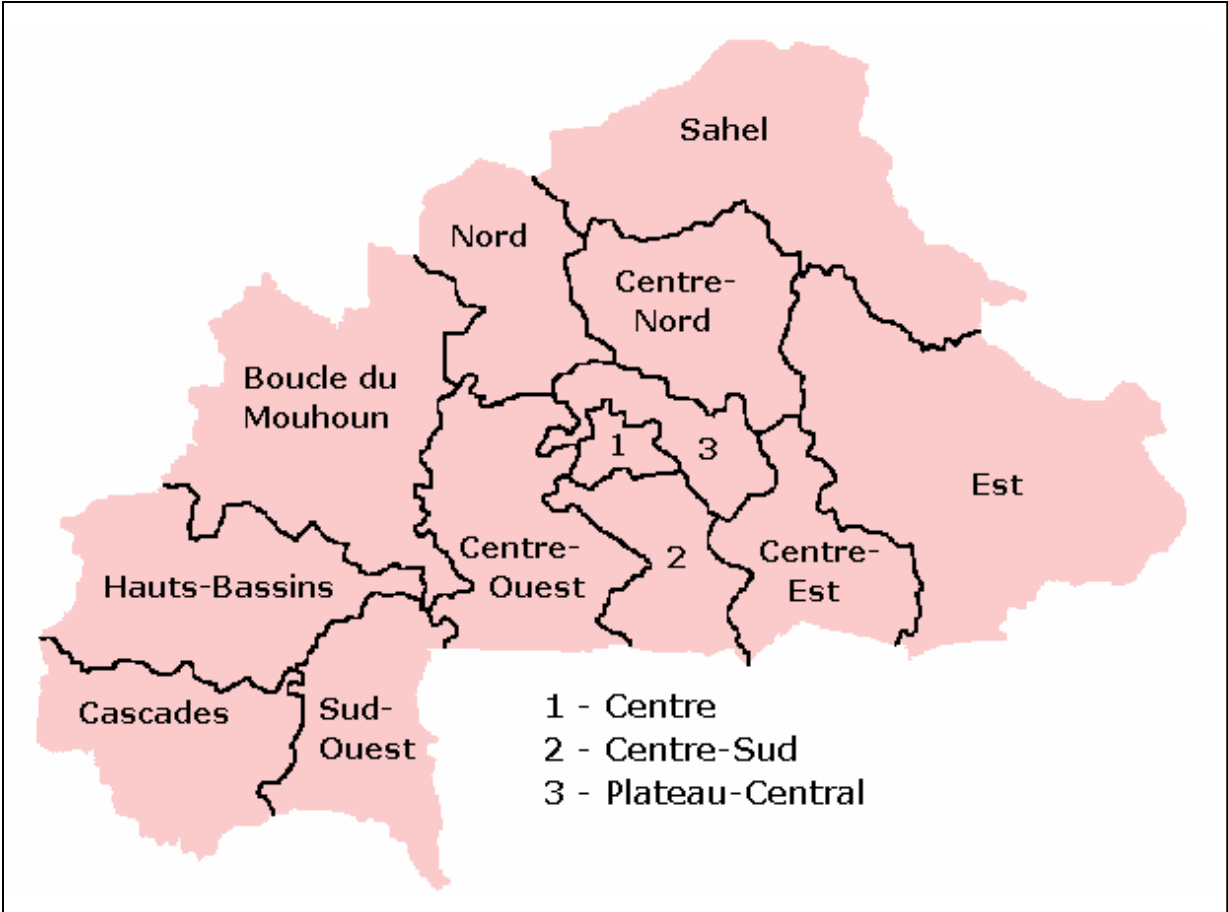 Sahel
Nord
Centre-
Nord
Boucle du
Mouhoun
1
3
Est
Centre-
Ouest
2
Centre-
Est
Hauts-Bassins
Cascades
Sud-
Ouest
1 - Centre
2 - Centre-Sud
3 - Plateau-Central